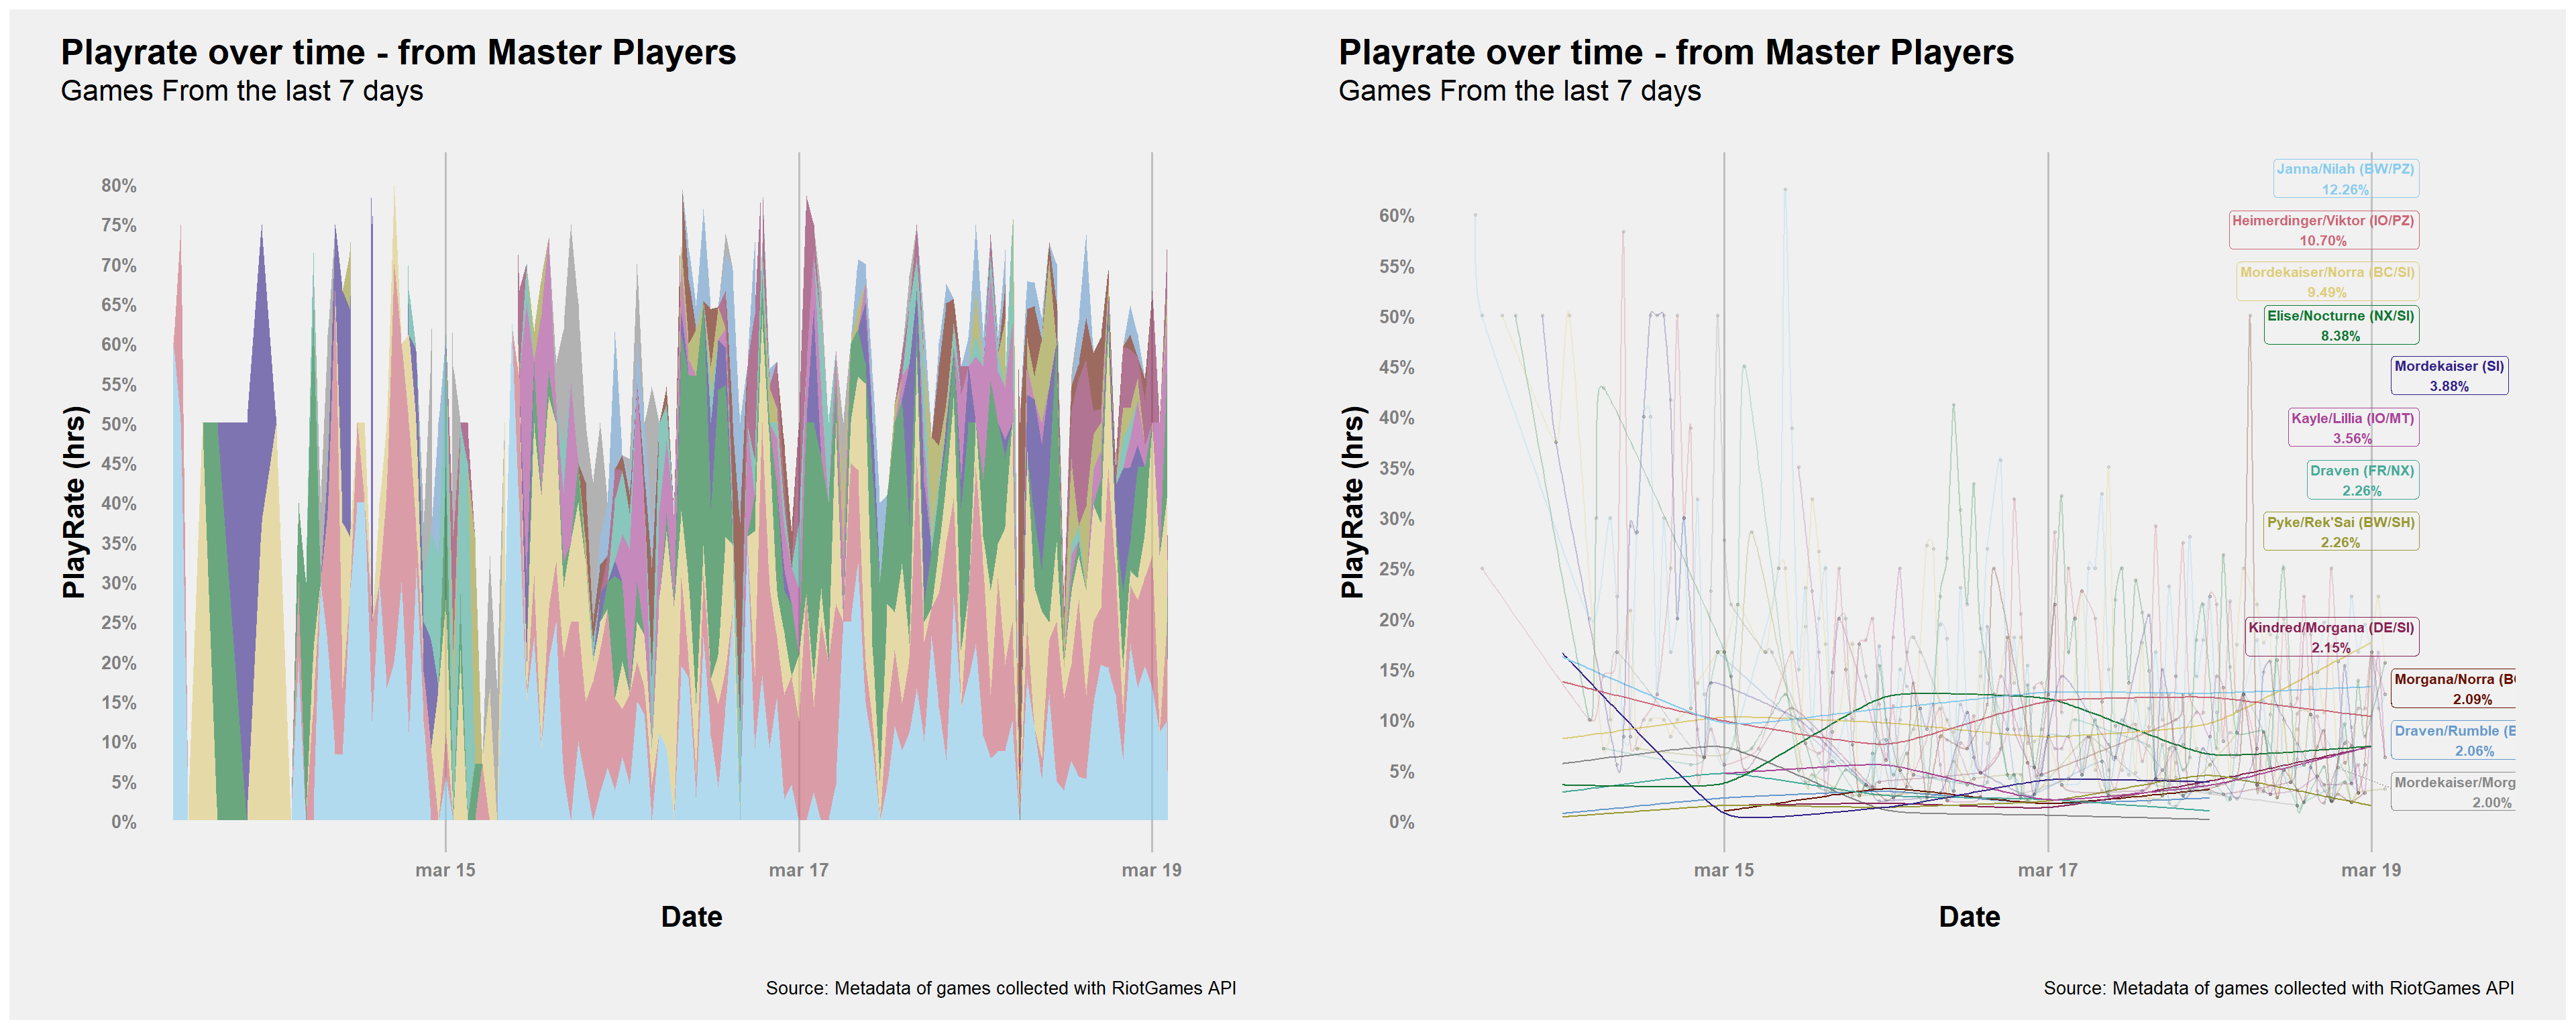 Playrate over time - from Master Players
Games From the last 7 days
PlayRate (hrs)
80%
75%
70%
65%
60%
55%
50%
45%
40%
35%
30%
25%
20%
15%
10%
5%
0%
mar 15
mar 17
mar 19
Date
Source: Metadata of games collected with RiotGames API
Playrate over time - from Master Players
Games From the last 7 days
PlayRate (hrs)
60%
55%
50%
45%
40%
35%
30%
25%
20%
15%
10%
5%
0%
Janna/Nilah (BW/PZ)
12.26%
Heimerdinger/Viktor (IO/PZ)
10.70%
Mordekaiser/Norra (BC/SI)
9.49%
Elise/Nocturne (NX/SI)
8.38%
Mordekaiser (SI)
3.88%
Kayle/Lillia (IO/MT)
3.56%
Draven (FR/NX)
2.26%
Pyke/Rek'Sai (BW/SH)
2.26%
Kindred/Morgana (DE/SI)
2.15%
Morgana/Norra (BC
2.09%
Draven/Rumble (B
2.06%
Mordekaiser/Morg
2.00%
mar 15
mar 17
mar 19
Date
Source: Metadata of games collected with RiotGames API